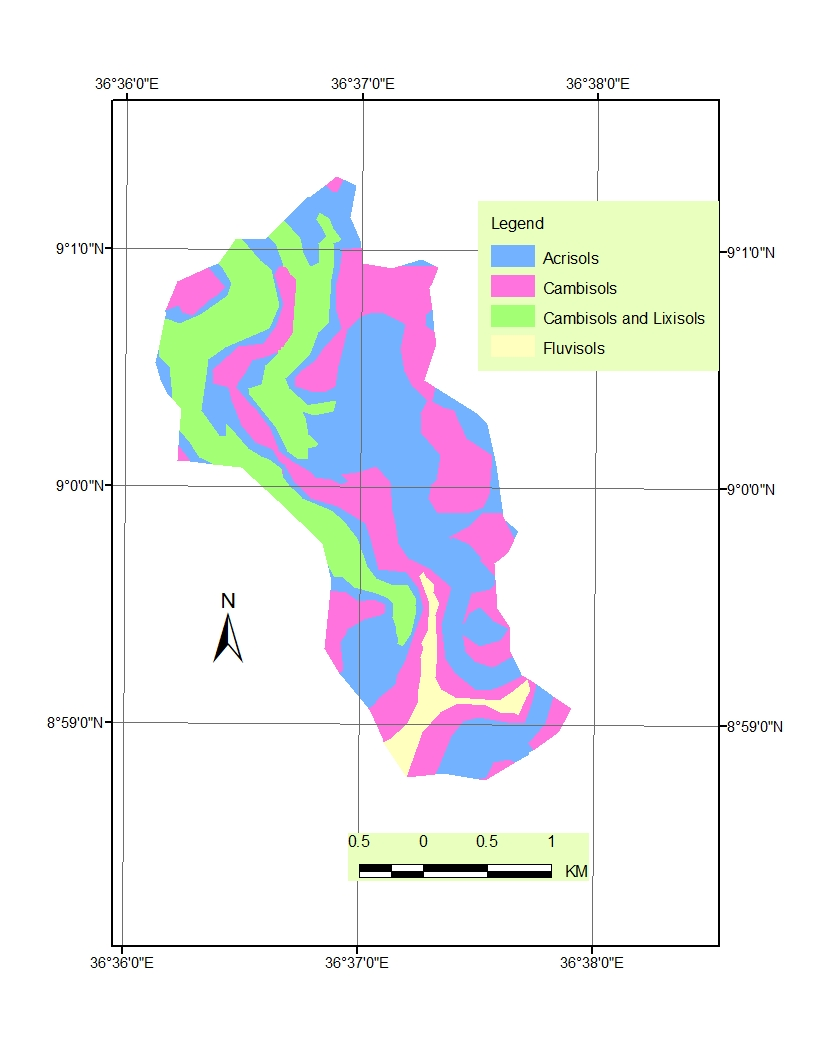 36°36'0"E 36°37'0"E 36°38'0"E
9°1'0"N 9°1'0"N
Legend
Acrisols
Cambisols
Cambisols and Lixisols
Fluvisols
9°0'0"N 9°0'0"N
N
8°59'0"N 8°59'0"N
0.5 0 0.5 1
KM
36°36'0"E 36°37'0"E 36°38'0"E